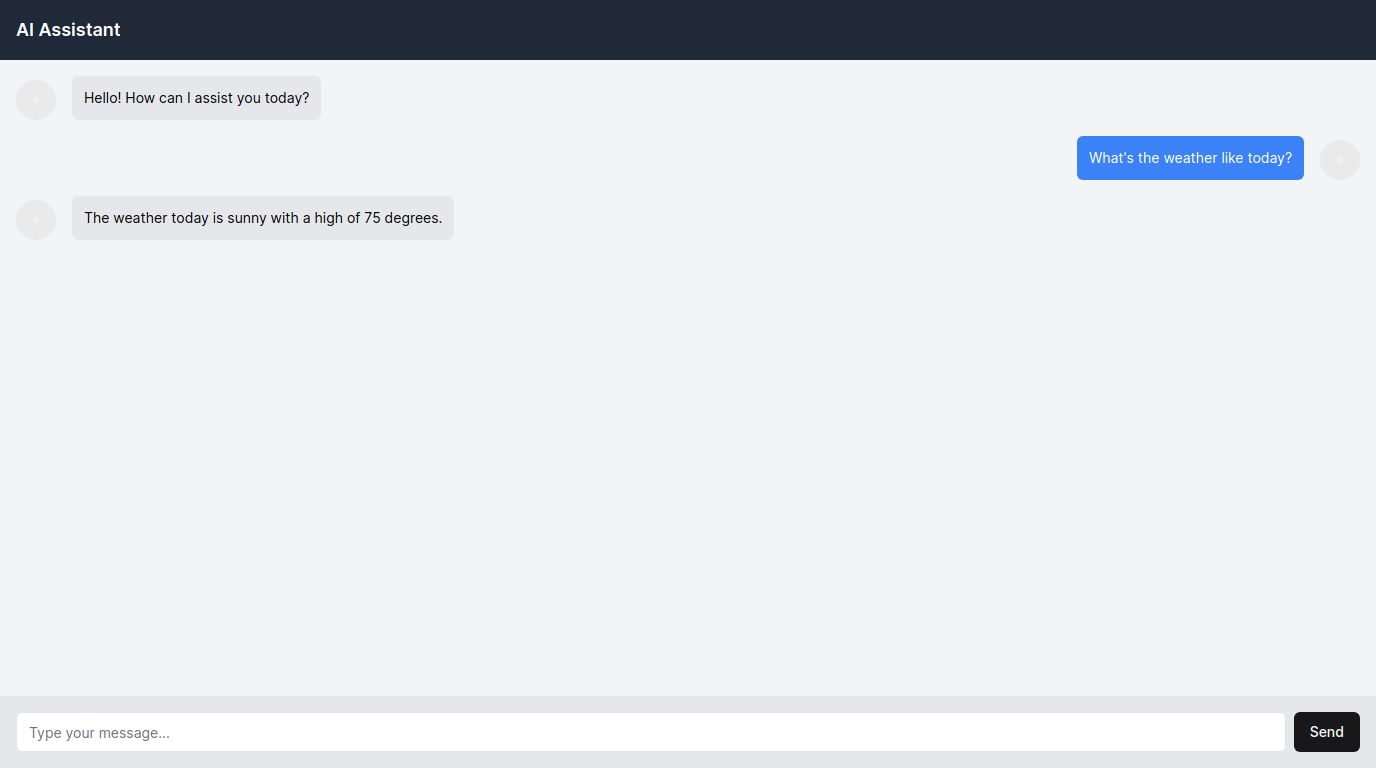 AI Assistant
Hello! How can I assist you today?
What's the weather like today?
The weather today is sunny with a high of 75 degrees.
Type your message...
Send